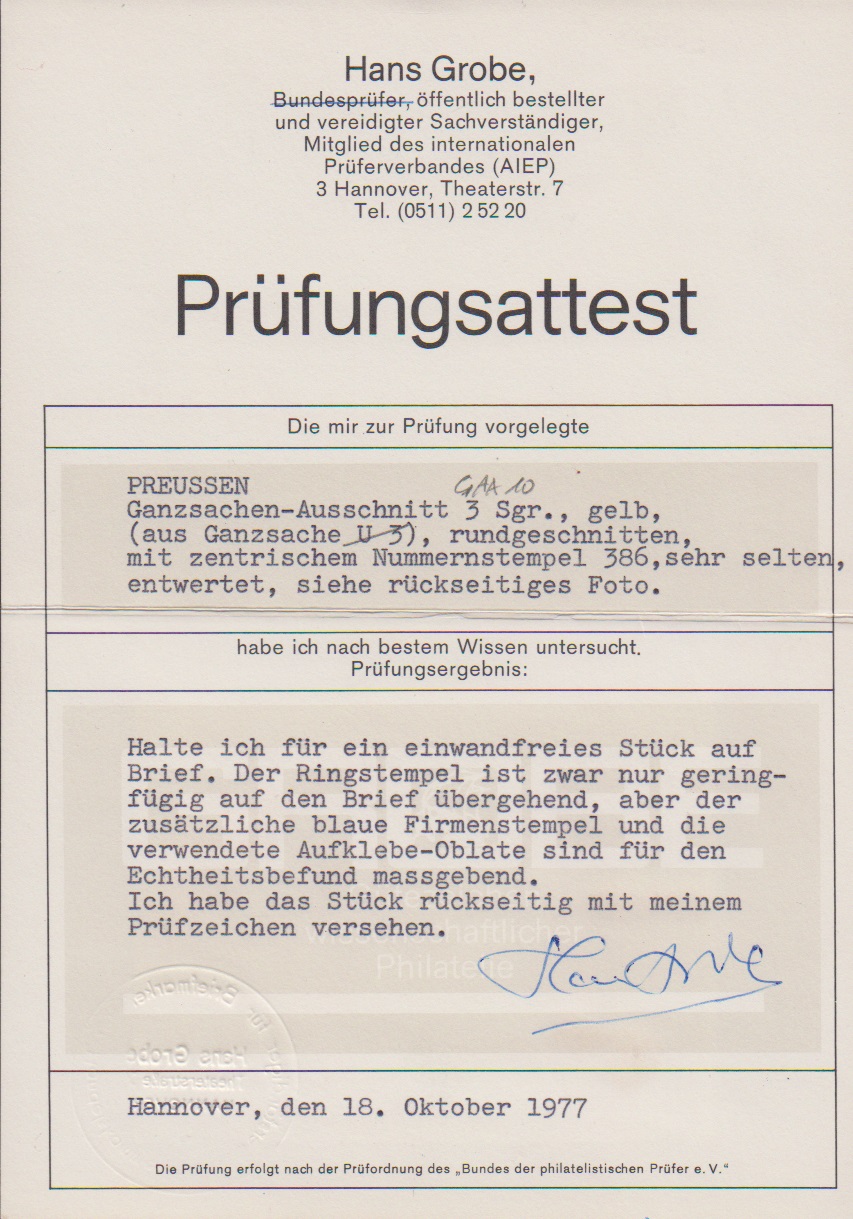 Hans Grobe,
Bundesprüfer, öffentlich bestellter
und vereidigter Sachverständiger,
Mitglied des internationalen
Prüferverbandes (AIEP)
3 Hannover, Theaterstr. 7
Tel. (0511) 2 52 20
Prüfungsattest
Die mir zur Prüfung vorgelegte
PREUSSEN GAA 10
Ganzsachen-Ausschnitt 3 Sgr., gelb,
(aus Ganzsache U 3), rundgeschnitten,
mit zentrischem Nummernstempel 386,sehr selten,
entwertet, siehe rückseitiges Foto.
habe ich nach bestem Wissen untersucht.
Prüfungsergebnis:
Halte ich für ein einwandfreies Stück auf
Brief. Der Ringstempel ist zwar nur gering-
fügig auf den Brief übergehend, aber der
zusätzliche blaue Firmenstempel und die
verwendete Aufklebe-Oblate sind für den
Echtheitsbefund massgebend.
Ich habe das Stück rückseitig mit meinem
Prüfzeichen versehen.
Philatelie
für Briefmarken
Hans Grobe
Hannover, den 18. Oktober 1977
Die Prüfung erfolgt nach der Prüfordnung des „Bundes der philatelistischen Prüfer e. V."